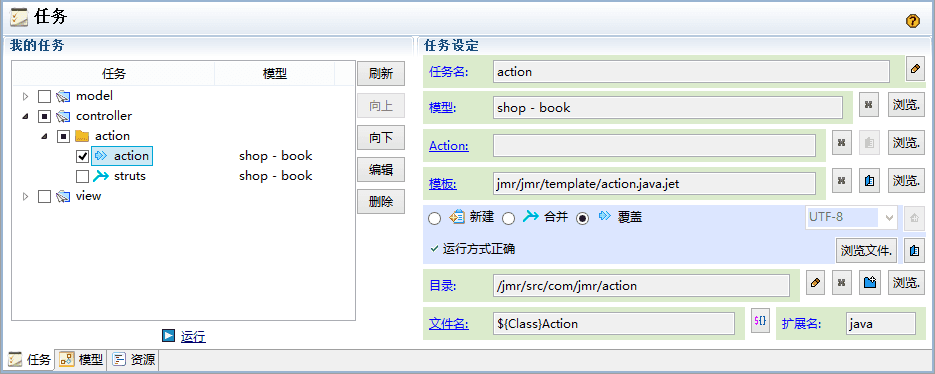 任务
我的任务
任务 模型
model
controller
action
action shop - book
struts shop - book
view
刷新
向上
向下
编辑
删除
运行
任务 模型 资源
任务设定
任务名: action
模型: shop - book 浏览.
Action: 浏览.
模板: jmr/jmr/template/action.java.jet 浏览.
新建 合并 覆盖 UTF-8
运行方式正确 浏览文件.
目录: /jmr/src/com/jmr/action 浏览.
文件名: ${Class}Action ${} 扩展名: java